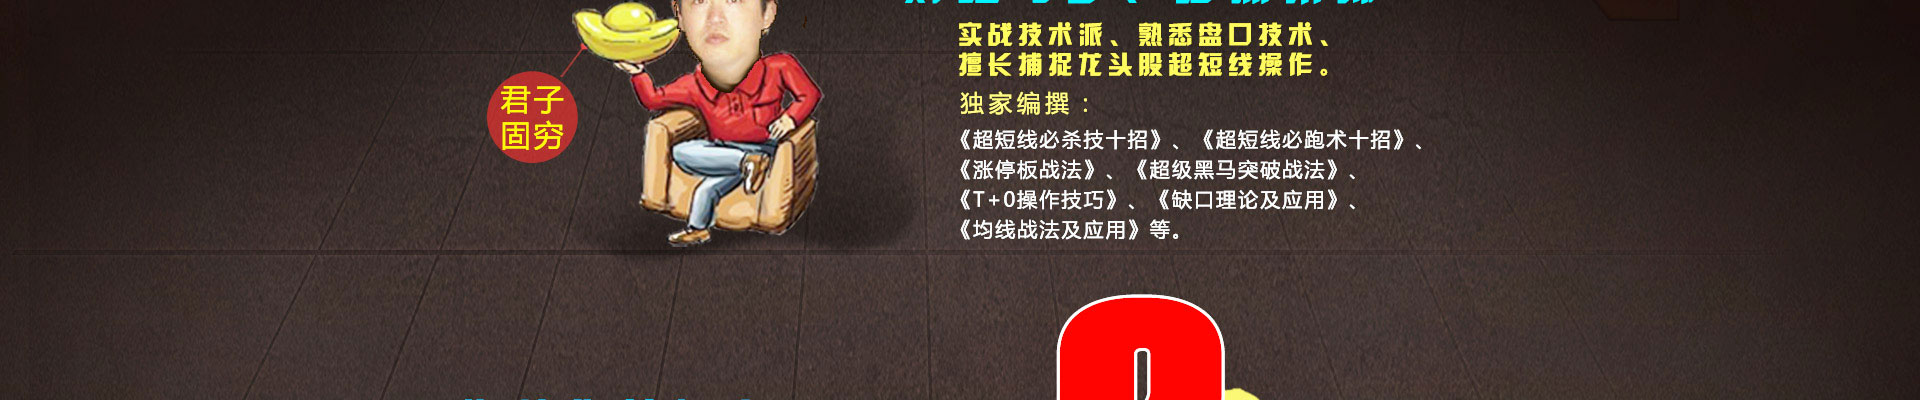 实战技术派、熟悉盘口技术、
擅长捕捉龙头股超短线操作。
君子
固穷
独家编撰：
《超短线必杀技十招》、《超短线必跑术十招》、
《涨停板战法》、《超级黑马突破战法》、
《T+0操作技巧》、《缺口理论及应用》、
《均线战法及应用》等。